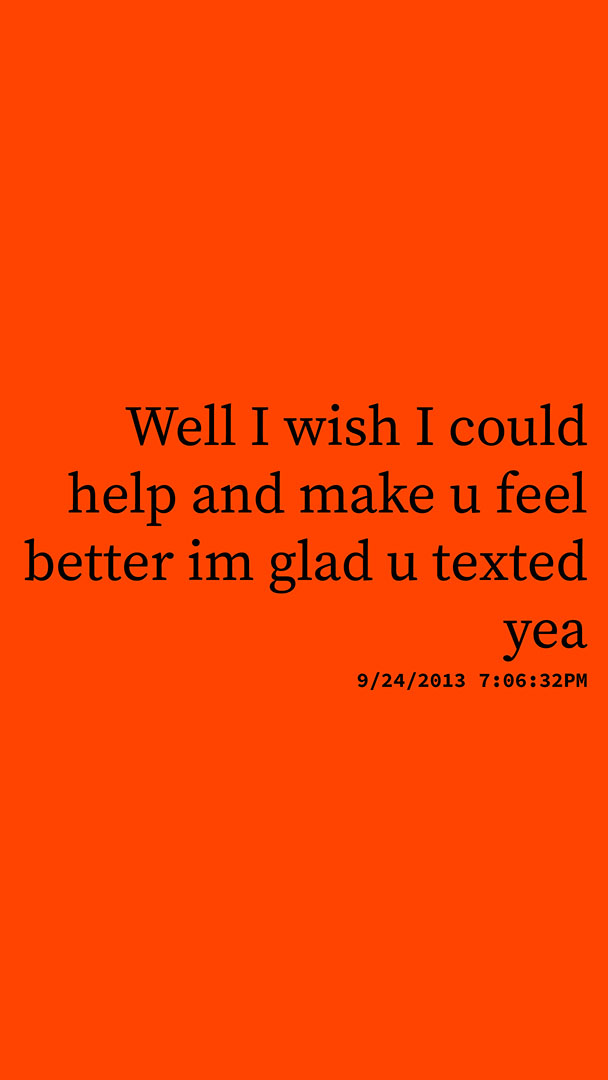 Well I wish I could
help and make u feel
better im glad u texted
yea
9/24/2013 7:06:32PM